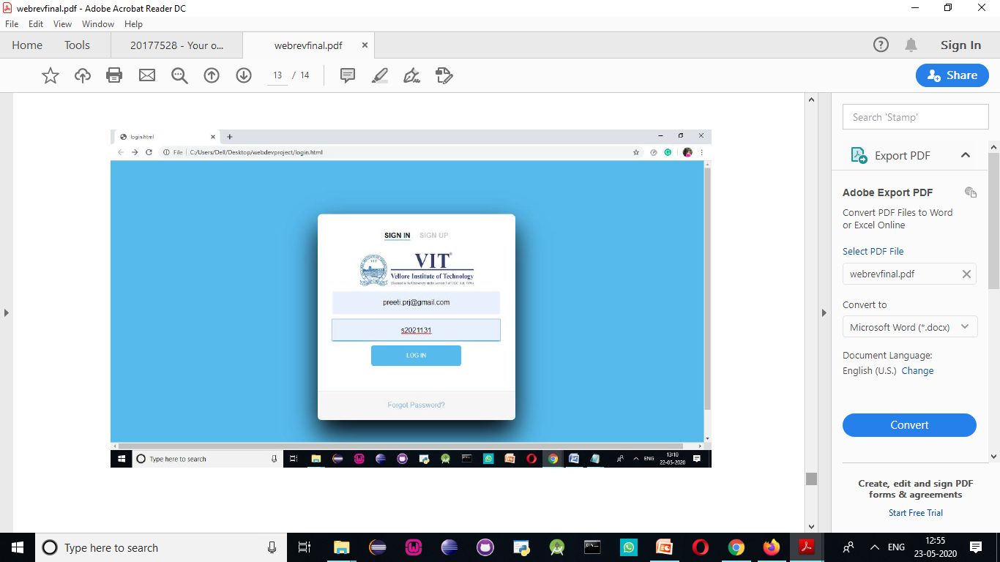 webrevfinal.pdf - Adobe Acrobat Reader DC
File Edit View Window Help
Home Tools 20177528 - Your o... webrevfinal.pdf
Sign In
13 / 14
Share
login.html
File | C:/Users/Dell/Desktop/webdevproject/login.html
SIGN IN SIGN UP
VIT
VIT®
Vellore Institute of Technology
(Deemed to be University under section 3 of UGC Act, 1956)
preeti.prj@gmail.com
s2021131
LOG IN
Forgot Password?
Type here to search
ENG
13:10
22-05-2020
Search 'Stamp'
Export PDF
Adobe Export PDF
Convert PDF Files to Word
or Excel Online
Select PDF File
webrevfinal.pdf
Convert to
Microsoft Word (*.docx)
Document Language:
English (U.S.) Change
Convert
Create, edit and sign PDF
forms & agreements
Start Free Trial
Type here to search
ENG
12:55
23-05-2020